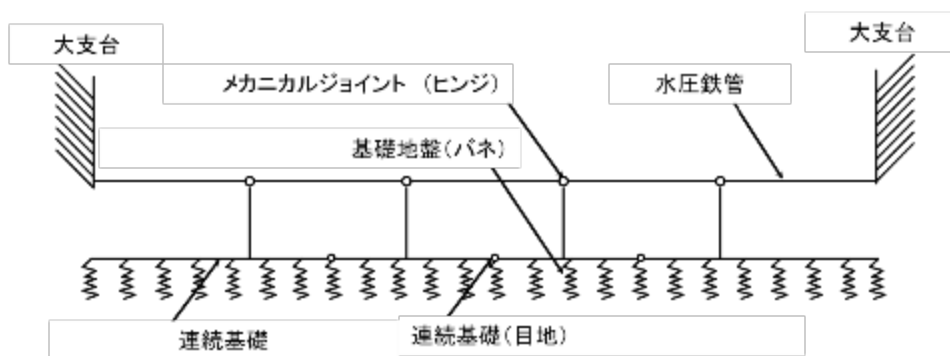 大支台
大支台
メカニカルジョイント (ヒンジ)
水圧鉄管
基礎地盤(バネ)
連続基礎
連続基礎(目地)